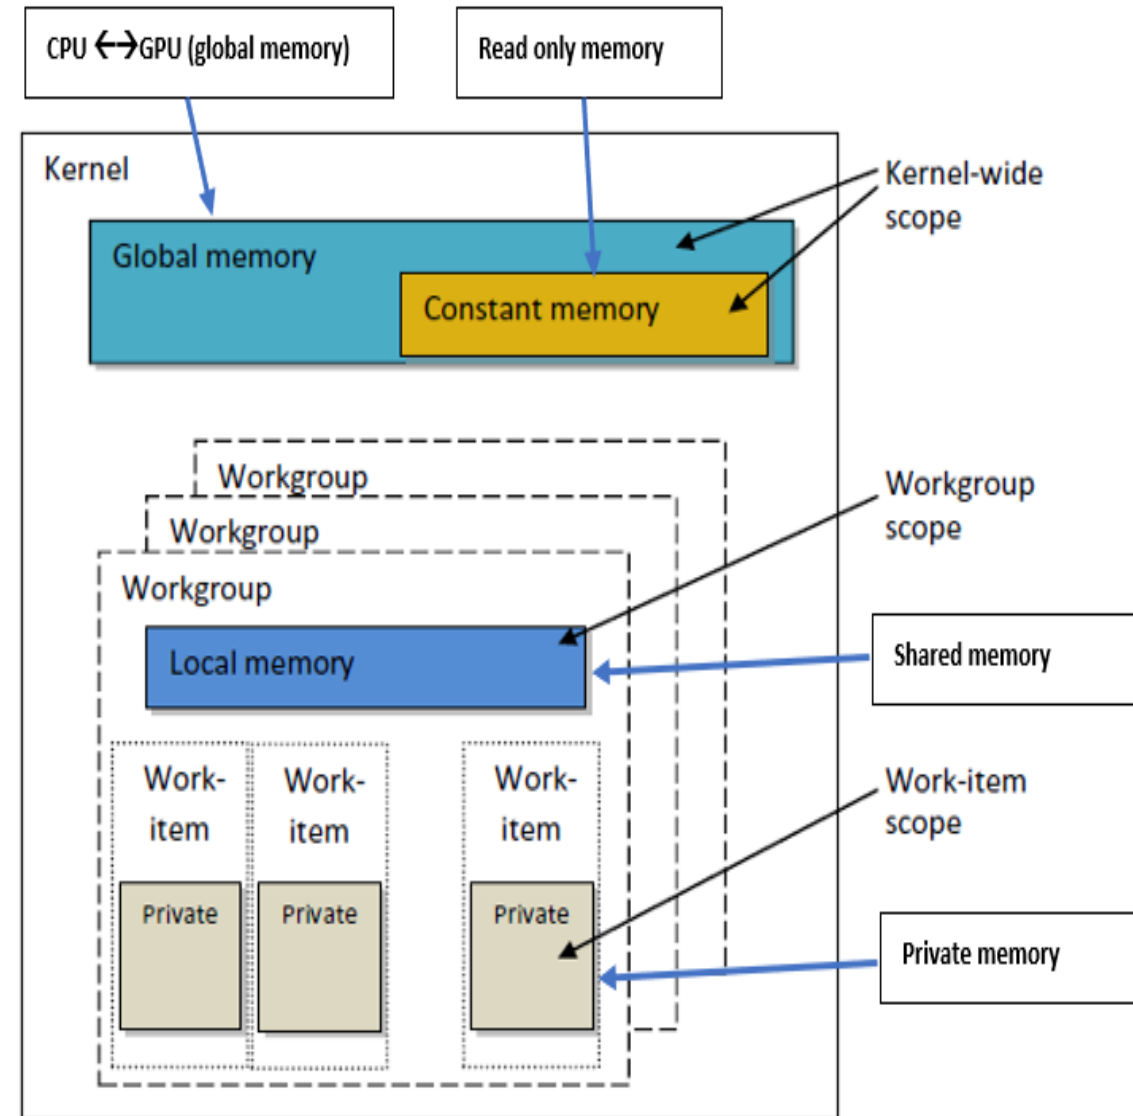 CPU ←→GPU (global memory)
Read only memory
Kernel
Kernel-wide
scope
Global memory
Constant memory
Workgroup
Workgroup
Workgroup
Workgroup
scope
Local memory
Shared memory
Work-
item
Work-
item
Work-
item
Work-item
scope
Private
Private
Private
Private memory